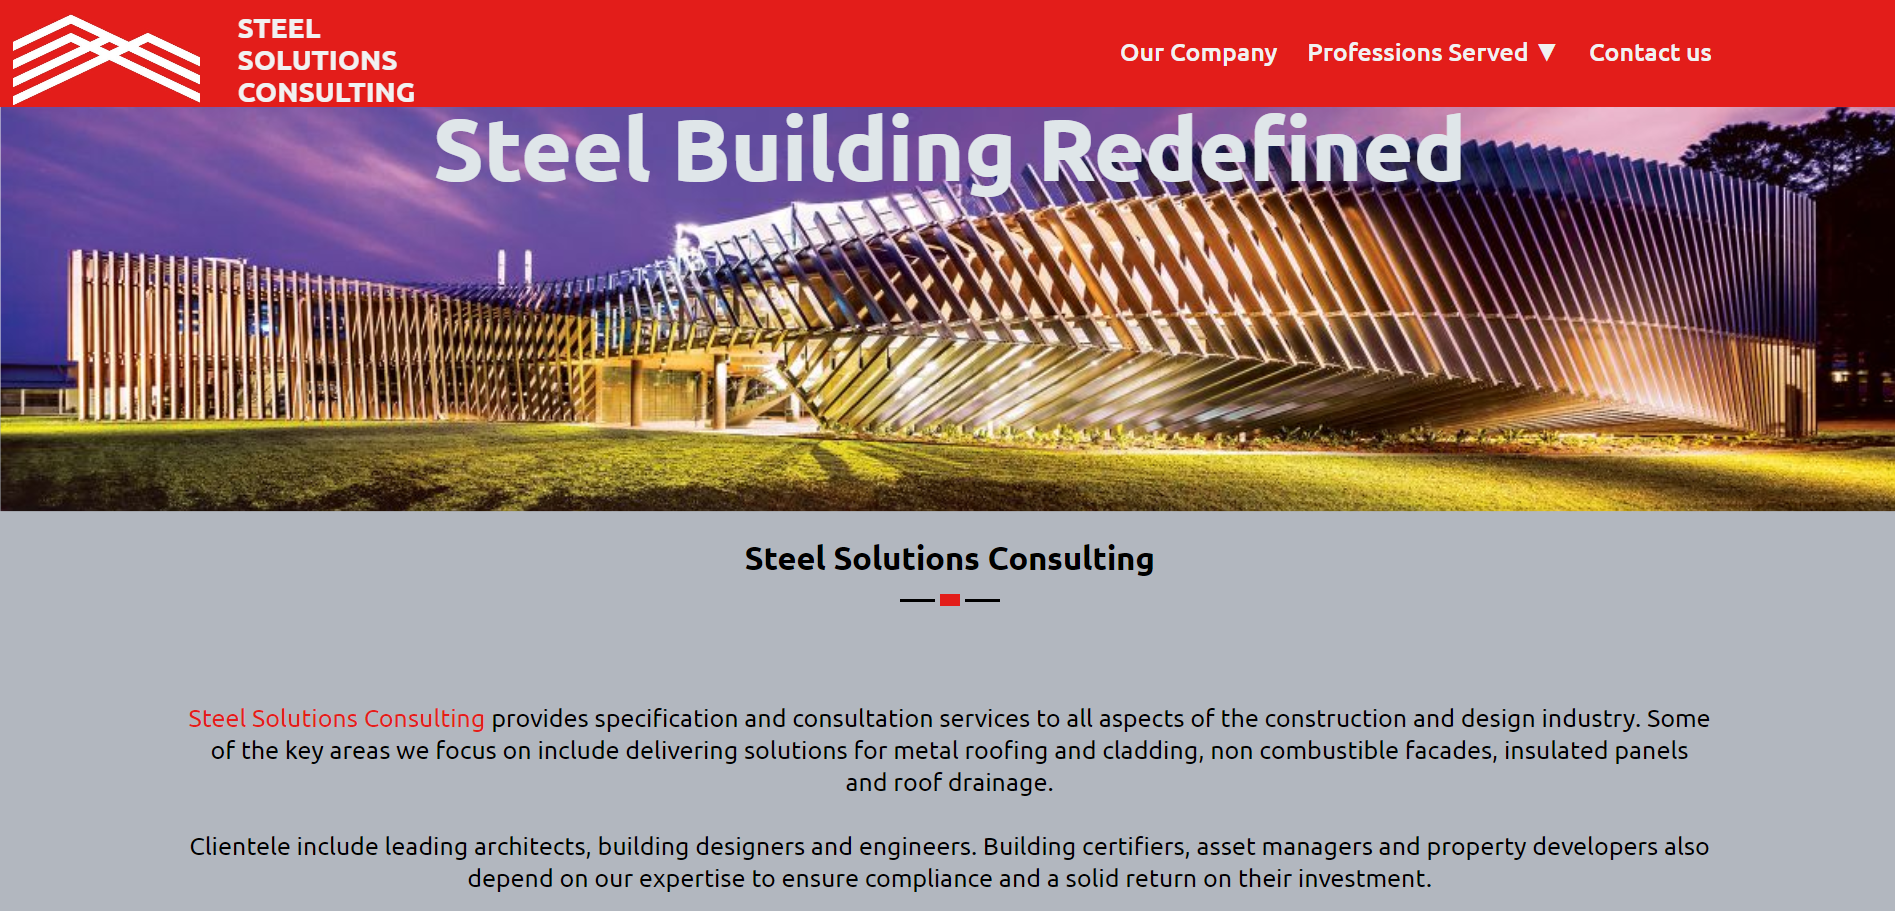 STEEL
SOLUTIONS
CONSULTING
Our Company Professions Served ▼ Contact us
Steel Building Redefined
Steel Solutions Consulting
Steel Solutions Consulting provides specification and consultation services to all aspects of the construction and design industry. Some
of the key areas we focus on include delivering solutions for metal roofing and cladding, non combustible facades, insulated panels
and roof drainage.
Clientele include leading architects, building designers and engineers. Building certifiers, asset managers and property developers also
depend on our expertise to ensure compliance and a solid return on their investment.